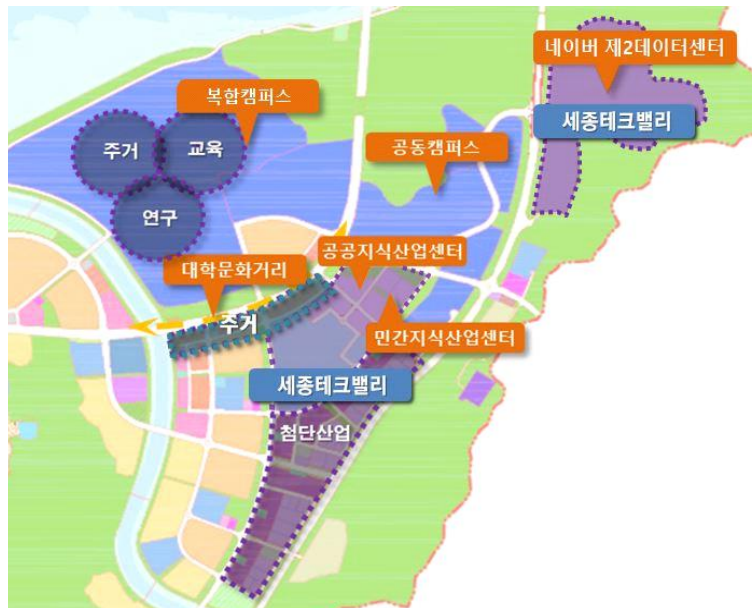 네이버 제2데이터센터
복합캠퍼스
세종테크밸리
주거
교육
공동캠퍼스
연구
공공지식산업센터
대학문화거리
주거
민간지식산업센터
세종테크밸리
첨단산업